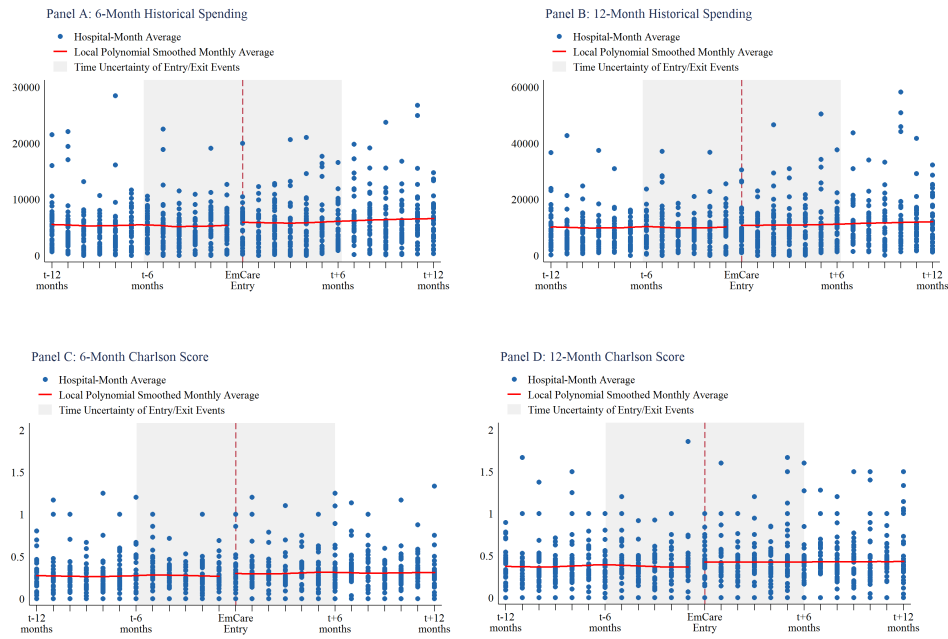 Panel A: 6-Month Historical Spending
Hospital-Month Average
Local Polynomial Smoothed Monthly Average
Time Uncertainty of Entry/Exit Events
30000
20000
10000
0
t-12
months
t-6
months
EmCare
Entry
t+6
months
t+12
months
Panel B: 12-Month Historical Spending
Hospital-Month Average
Local Polynomial Smoothed Monthly Average
Time Uncertainty of Entry/Exit Events
60000
40000
20000
0
t-12
months
t-6
months
EmCare
Entry
t+6
months
t+12
months
Panel C: 6-Month Charlson Score
Hospital-Month Average
Local Polynomial Smoothed Monthly Average
Time Uncertainty of Entry/Exit Events
2
1.5
1
0.5
0
t-12
months
t-6
months
EmCare
Entry
t+6
months
t+12
months
Panel D: 12-Month Charlson Score
Hospital-Month Average
Local Polynomial Smoothed Monthly Average
Time Uncertainty of Entry/Exit Events
2
1.5
1
0.5
0
t-12
months
t-6
months
EmCare
Entry
t+6
months
t+12
months